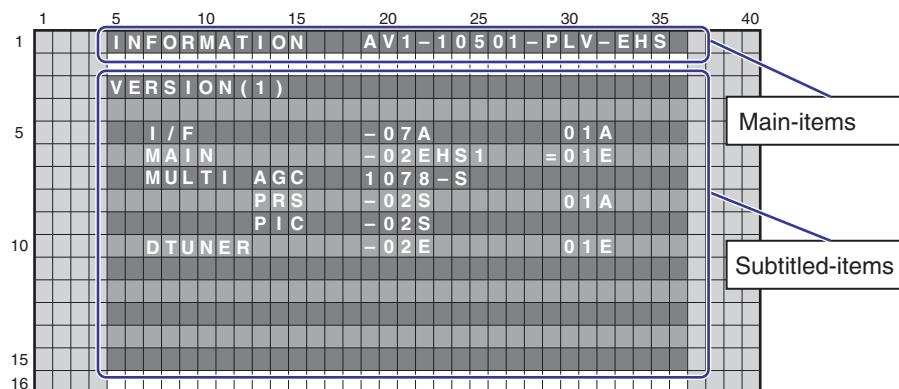 1 5 10 15 20 25 30 35 40
1 INFORMATION AV1-10501-PLV-EHS
VERSION(1)
Main-items
5 I/F -07A 01A
MAIN -02EHS1 =01E
MULTI AGC 1078-S
PRS -02S 01A
PIC -02S
10 DTUNER -02E 01E
Subtitled-items
15
16